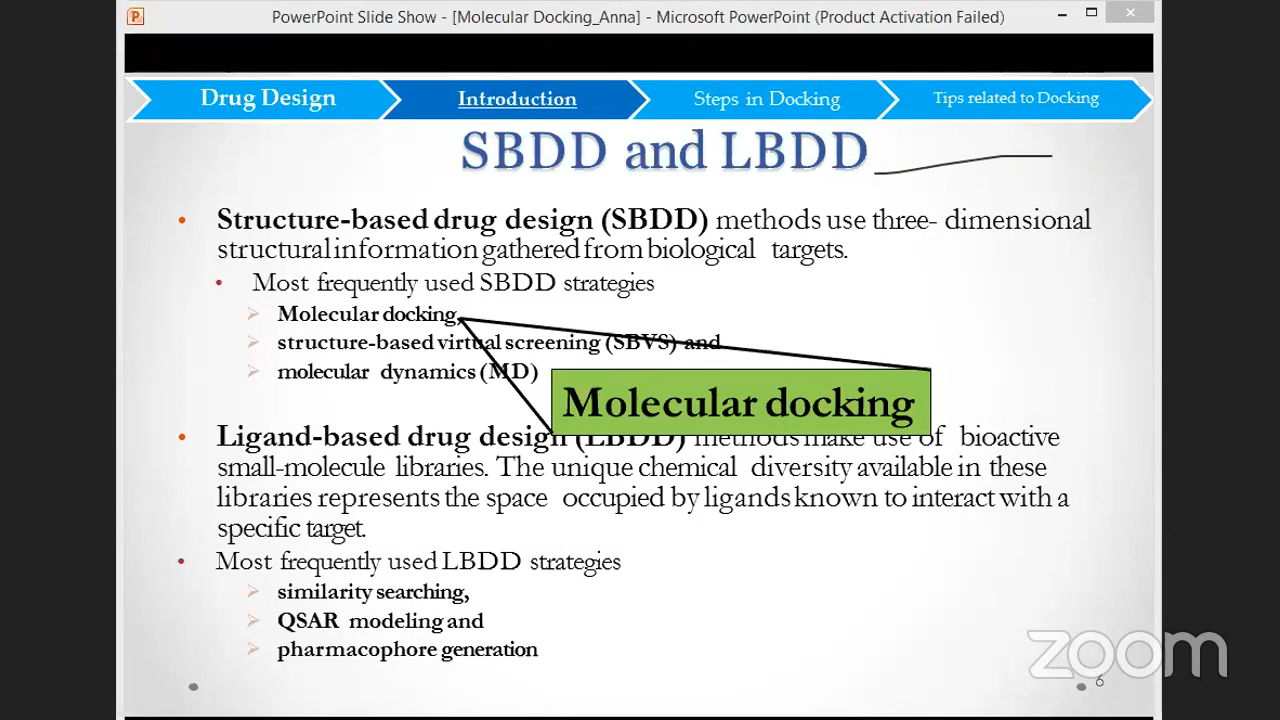 PowerPoint Slide Show - [Molecular Docking_Anna] - Microsoft PowerPoint (Product Activation Failed)
Drug Design
Introduction
Steps in Docking
Tips related to Docking
SBDD and LBDD
• Structure-based drug design (SBDD) methods use three- dimensional
structural information gathered from biological targets.
• Most frequently used SBDD strategies
Molecular docking,
structure-based virtual screening (SBVS) and
molecular dynamics (MD)
Molecular docking
• Ligand-based drug design (LBDD) methods make use of bioactive
small-molecule libraries. The unique chemical diversity available in these
libraries represents the space occupied by ligands known to interact with a
specific target.
• Most frequently used LBDD strategies
similarity searching,
QSAR modeling and
pharmacophore generation
zoom
6